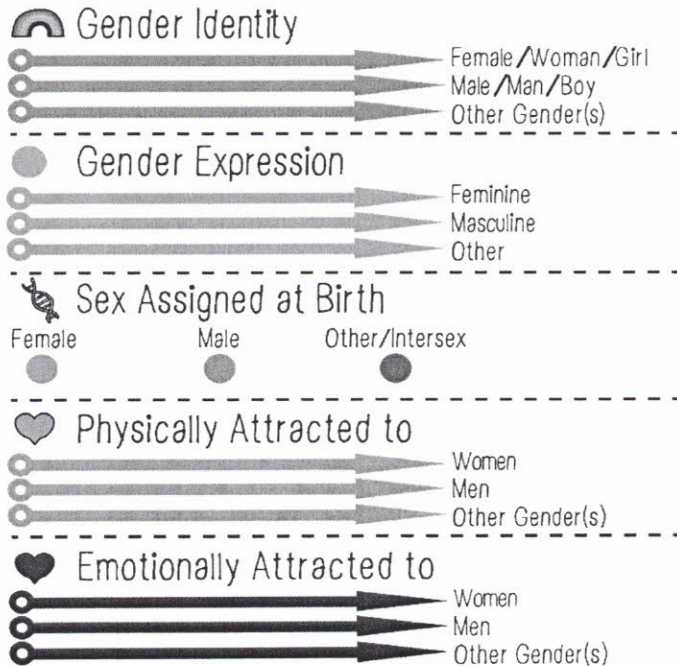 Gender Identity
Female/Woman/Girl
Male/Man/Boy
Other Gender(s)
Gender Expression
Feminine
Masculine
Other
Sex Assigned at Birth
Female Male Other/Intersex
Physically Attracted to
Women
Men
Other Gender(s)
Emotionally Attracted to
Women
Men
Other Gender(s)